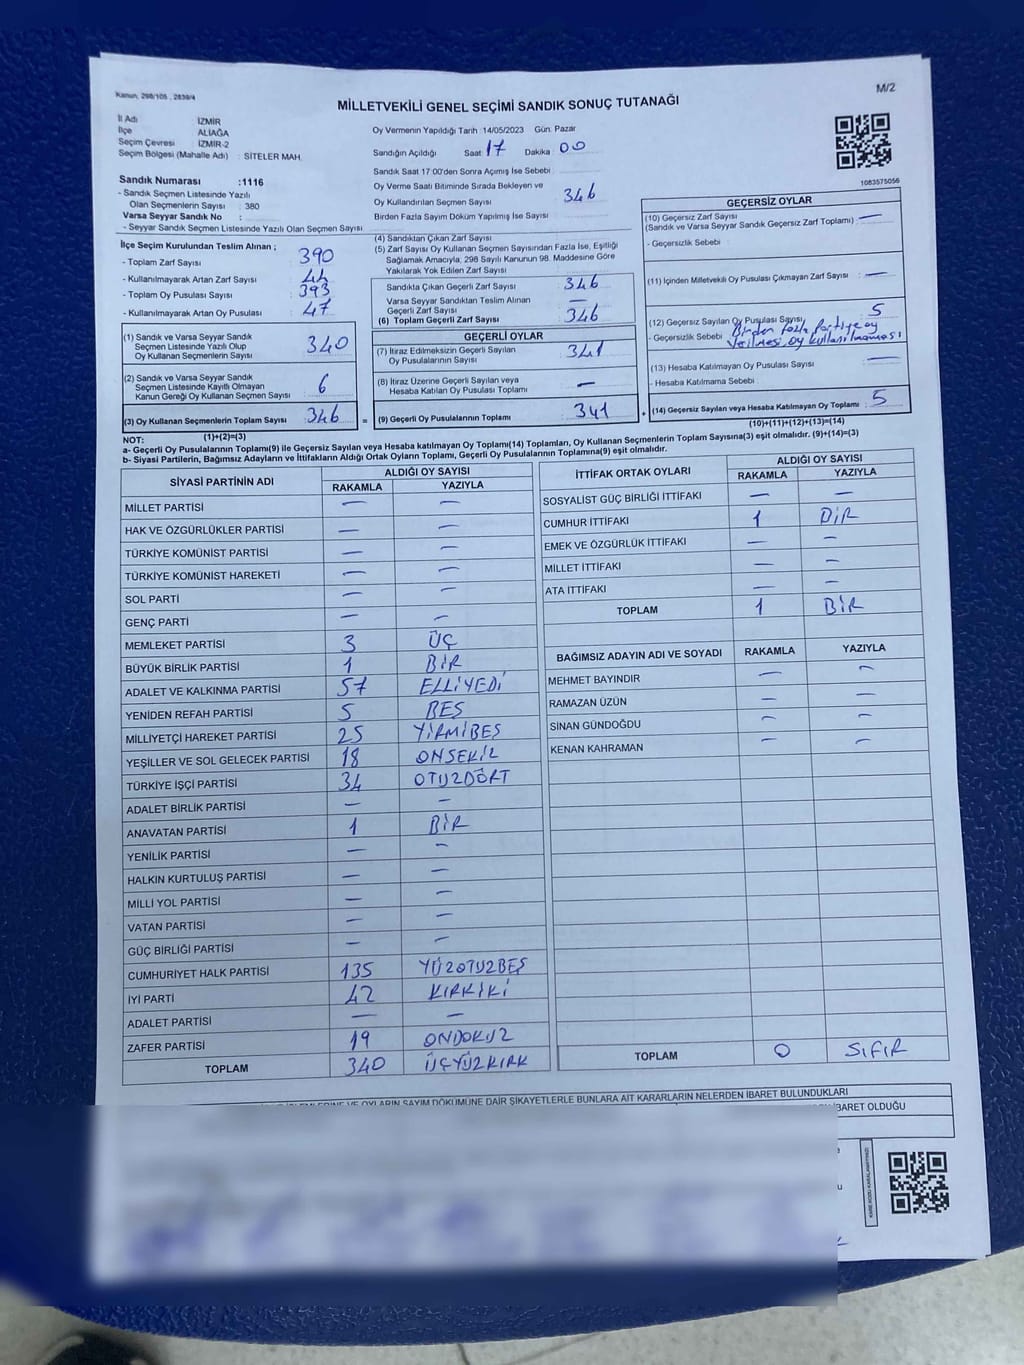 Kanun, 298/105 , 2839/4
M/2
MİLLETVEKİLİ GENEL SEÇİMİ SANDIK SONUÇ TUTANAĞI
İl Adı İZMİR
İlçe ALİAĞA
Seçim Çevresi İZMİR-2
Seçim Bölgesi (Mahalle Adı) : SİTELER MAH.
Sandık Numarası :1116
- Sandık Seçmen Listesinde Yazılı
Olan Seçmenlerin Sayısı : 380
Varsa Seyyar Sandık No :
- Seyyar Sandık Seçmen Listesinde Yazılı Olan Seçmen Sayısı
Oy Vermenin Yapıldığı Tarih :14/05/2023 Gün: Pazar
Sandığın Açıldığı Saat 17 Dakika 00
Sandık Saat 17:00'den Sonra Açımış İse Sebebi
Oy Verme Saati Bitiminde Sırada Bekleyen ve
Oy Kullandırılan Seçmen Sayısı 346
Birden Fazla Sayım Döküm Yapılmış İse Sayısı
1083575056
İlçe Seçim Kurulundan Teslim Alınan ;
- Toplam Zarf Sayısı : 390
- Kullanılmayarak Artan Zarf Sayısı : 44
- Toplam Oy Pusulası Sayısı : 393
- Kullanılmayarak Artan Oy Pusulası : 47
(1) Sandık ve Varsa Seyyar Sandık
Seçmen Listesinde Yazılı Olup
Oy Kullanan Seçmenlerin Sayısı : 340
(2) Sandık ve Varsa Seyyar Sandık
Seçmen Listesinde Kayıtlı Olmayan
Kanun Gereği Oy Kullanan Seçmen Sayısı : 6
(3) Oy Kullanan Seçmenlerin Toplam Sayısı : 346
(1)+(2)=(3)
(4) Sandıktan Çıkan Zarf Sayısı
(5) Zarf Sayısı Oy Kullanan Seçmen Sayısından Fazla İse, Eşitliği
Sağlamak Amacıyla, 298 Sayılı Kanunun 98. Maddesine Göre
Yakılarak Yok Edilen Zarf Sayısı
Sandıkta Çıkan Geçerli Zarf Sayısı : 346
Varsa Seyyar Sandıktan Teslim Alınan
Geçerli Zarf Sayısı : —
(6) Toplam Geçerli Zarf Sayısı : 346
GEÇERLİ OYLAR
(7) İtiraz Edilmeksizin Geçerli Sayılan
Oy Pusulalarının Sayısı : 341
(8) İtiraz Üzerine Geçerli Sayılan veya
Hesaba Katılan Oy Pusulası Toplamı : —
= (9) Geçerli Oy Pusulalarının Toplamı : 341
GEÇERSİZ OYLAR
(10) Geçersiz Zarf Sayısı
(Sandık ve Varsa Seyyar Sandık Geçersiz Zarf Toplamı) : —
- Geçersizlik Sebebi :
(11) İçinden Milletvekili Oy Pusulası Çıkmayan Zarf Sayısı : —
(12) Geçersiz Sayılan Oy Pusulası Sayısı 5
- Geçersizlik Sebebi : Birden fazla Partiye oy
verilmesi, oy kullanılmaması
(13) Hesaba Katılmayan Oy Pusulası Sayısı : —
- Hesaba Katılmama Sebebi :
+ (14) Geçersiz Sayılan veya Hesaba Katılmayan Oy Toplamı : 5
(10)+(11)+(12)+(13)=(14)
NOT:
a- Geçerli Oy Pusulalarının Toplamı(9) ile Geçersiz Sayılan veya Hesaba katılmayan Oy Toplamı(14) Toplamları, Oy Kullanan Seçmenlerin Toplam Sayısına(3) eşit olmalıdır. (9)+(14)=(3)
b- Siyasi Partilerin, Bağımsız Adayların ve İttifakların Aldığı Ortak Oyların Toplamı, Geçerli Oy Pusulalarının Toplamına(9) eşit olmalıdır.
SİYASİ PARTİNİN ADI
ALDIĞI OY SAYISI
RAKAMLA YAZIYLA
MİLLET PARTİSİ — —
HAK VE ÖZGÜRLÜKLER PARTİSİ — —
TÜRKİYE KOMÜNİST PARTİSİ — —
TÜRKİYE KOMÜNİST HAREKETİ — —
SOL PARTİ — —
GENÇ PARTİ — —
MEMLEKET PARTİSİ 3 ÜÇ
BÜYÜK BİRLİK PARTİSİ 1 BİR
ADALET VE KALKINMA PARTİSİ 57 ELLİYEDİ
YENİDEN REFAH PARTİSİ 5 BEŞ
MİLLİYETÇİ HAREKET PARTİSİ 25 YİRMİBEŞ
YEŞİLLER VE SOL GELECEK PARTİSİ 18 ONSEKİZ
TÜRKİYE İŞÇİ PARTİSİ 34 OTUZDÖRT
ADALET BİRLİK PARTİSİ — —
ANAVATAN PARTİSİ 1 BİR
YENİLİK PARTİSİ — —
HALKIN KURTULUŞ PARTİSİ — —
MİLLİ YOL PARTİSİ — —
VATAN PARTİSİ — —
GÜÇ BİRLİĞİ PARTİSİ — —
CUMHURİYET HALK PARTİSİ 135 YÜZOTUZBEŞ
İYİ PARTİ 42 KIRKİKİ
ADALET PARTİSİ — —
ZAFER PARTİSİ 19 ONDOKUZ
TOPLAM 340 ÜÇYÜZKIRK
İTTİFAK ORTAK OYLARI
ALDIĞI OY SAYISI
RAKAMLA YAZIYLA
SOSYALİST GÜÇ BİRLİĞİ İTTİFAKI — —
CUMHUR İTTİFAKI 1 BİR
EMEK VE ÖZGÜRLÜK İTTİFAKI — —
MİLLET İTTİFAKI — —
ATA İTTİFAKI — —
TOPLAM 1 BİR
BAĞIMSIZ ADAYIN ADI VE SOYADI RAKAMLA YAZIYLA
MEHMET BAYINDIR — —
RAMAZAN ÜZÜN — —
SİNAN GÜNDOĞDU — —
KENAN KAHRAMAN — —
TOPLAM 0 SIFIR
OYLARIN SAYIM DÖKÜMÜNE DAİR ŞİKAYETLERLE BUNLARA AİT KARARLARIN NELERDEN İBARET BULUNDUKLARI
İBARET OLDUĞU